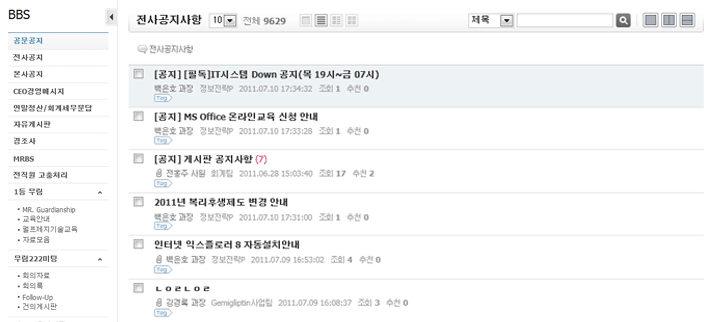 BBS
공문공지
전사공지
본사공지
CEO경영메시지
연말정산/회계세무문답
자유게시판
경조사
MRBS
전직원 고충처리
1등 무림
MR. Guardianship
교육안내
펄프제지기술교육
자료모음
무림222미팅
회의자료
회의록
Follow-Up
건의게시판
전사공지사항 10 전체 9629 제목
전사공지사항
[공지] [필독]IT시스템 Down 공지(목 19시~금 07시)
백은호 과장 정보전략P 2011.07.10 17:34:32 조회 1 추천 0
Tag
[공지] MS Office 온라인교육 신청 안내
백은호 과장 정보전략P 2011.07.10 17:33:28 조회 1 추천 0
Tag
[공지] 게시판 공지사항 (7)
전홍주 사원 회계팀 2011.06.28 15:03:40 조회 17 추천 2
Tag
2011년 복리후생제도 변경 안내
백은호 과장 정보전략P 2011.07.10 17:31:00 조회 1 추천 0
Tag
인터넷 익스플로러 8 자동설치안내
백은호 과장 정보전략P 2011.07.09 16:53:02 조회 4 추천 0
Tag
ㄴㅇㄹㄴㅇㄹ
김경록 과장 Gemigliptin사업팀 2011.07.09 16:08:37 조회 3 추천 0
Tag